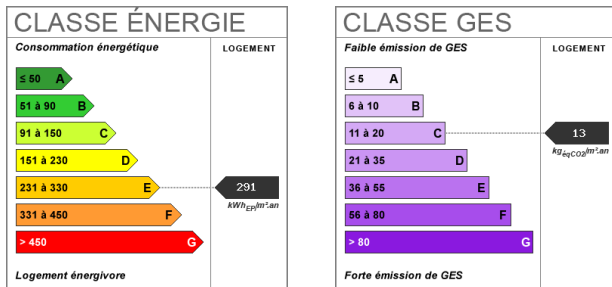 CLASSE ÉNERGIE
Consommation énergétique
LOGEMENT
≤ 50 A
51 à 90 B
91 à 150 C
151 à 230 D
231 à 330 E
291
kWhEP/m².an
331 à 450 F
> 450 G
Logement énergivore
CLASSE GES
Faible émission de GES
LOGEMENT
≤ 5 A
6 à 10 B
11 à 20 C
13
kgéqCO2/m².an
21 à 35 D
36 à 55 E
56 à 80 F
> 80 G
Forte émission de GES